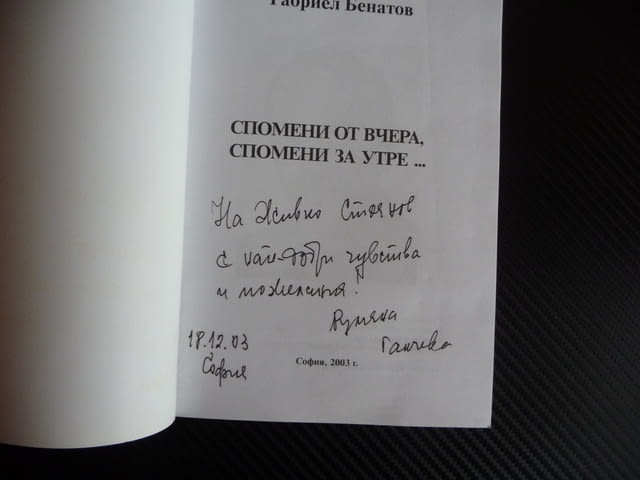 Габриел Бенатов
СПОМЕНИ ОТ ВЧЕРА,
СПОМЕНИ ЗА УТРЕ ...
На Живко Стоянов
с най-добри чувства
и пожелания!
Румяна
Ганчева
18.12.03
София
София, 2003 г.